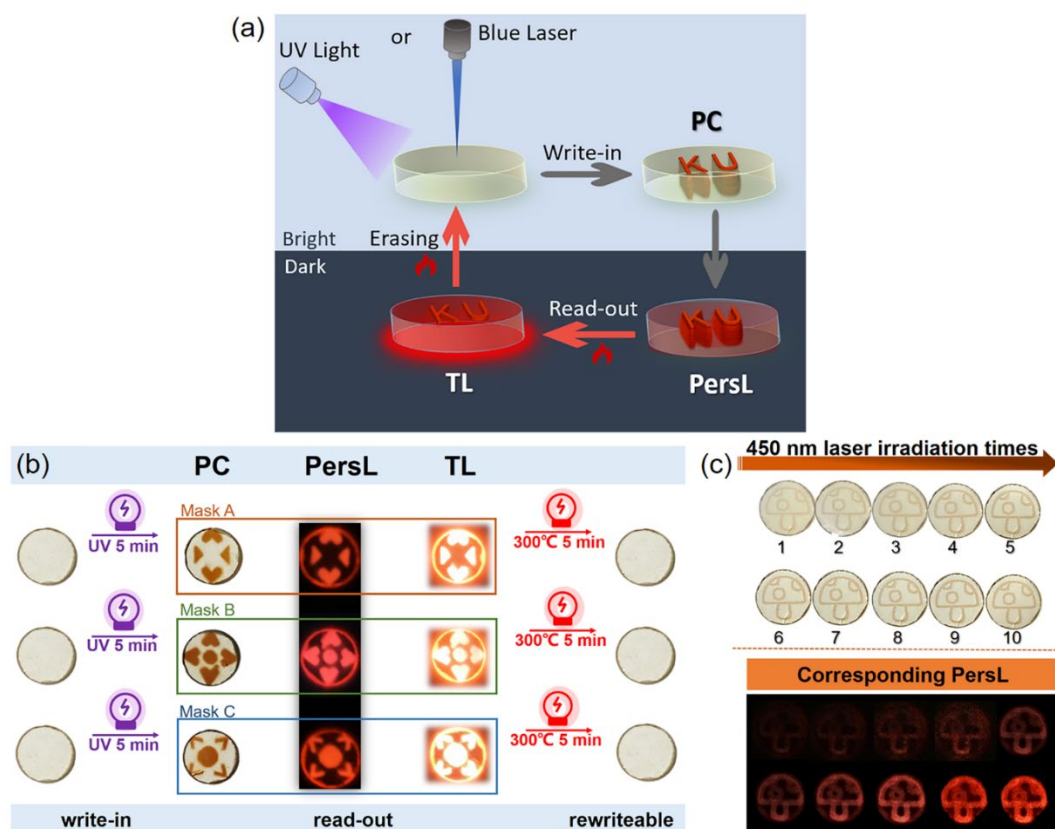 (a)
or
Blue Laser
UV Light
PC
KU
Write-in
Erasing
Bright
Dark
KU
Read-out
KU
TL
PersL
(b)
PC PersL TL
Mask A
UV 5 min
300℃ 5 min
Mask B
UV 5 min
300℃ 5 min
Mask C
UV 5 min
300℃ 5 min
write-in read-out rewriteable
(c)
450 nm laser irradiation times
1 2 3 4 5
6 7 8 9 10
Corresponding PersL